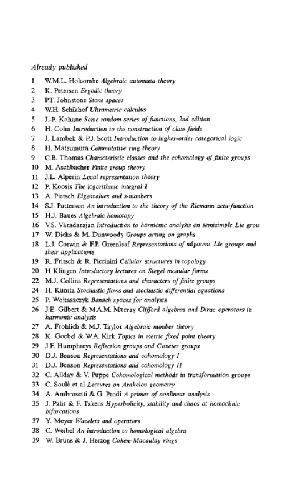 Already published
1 W.M.L. Holcombe Algebraic automata theory
2 K. Petersen Ergodic theory
3 P.T. Johnstone Stone spaces
4 W.H. Schikhof Ultrametric calculus
5 J.-P. Kahane Some random series of functions, 2nd edition
6 H. Cohn Introduction to the construction of class fields
7 J. Lambek & P.J. Scott Introduction to higher-order categorical logic
8 H. Matsumura Commutative ring theory
9 C.B. Thomas Characteristic classes and the cohomology of finite groups
10 M. Aschbacher Finite group theory
11 J.L. Alperin Local representation theory
12 P. Koosis The logarithmic integral I
13 A. Pietsch Eigenvalues and s-numbers
14 S.J. Patterson An introduction to the theory of the Riemann zeta-function
15 H.J. Baues Algebraic homotopy
16 V.S. Varadarajan Introduction to harmonic analysis on semisimple Lie grou
17 W. Dicks & M. Dunwoody Groups acting on graphs
18 L.J. Corwin & F.P. Greenleaf Representations of nilpotent Lie groups and
their applications
19 R. Fritsch & R. Piccinini Cellular structures in topology
20 H Klingen Introductory lectures on Siegel modular forms
22 M.J. Collins Representations and characters of finite groups
24 H. Kunita Stochastic flows and stochastic differential equations
25 P. Wojtaszczyk Banach spaces for analysts
26 J.E. Gilbert & M.A.M. Murray Clifford algebras and Dirac operators in
harmonic analysis
27 A. Frohlich & M.J. Taylor Algebraic number theory
28 K. Goebel & W.A. Kirk Topics in metric fixed point theory
29 J.F. Humphreys Reflection groups and Coxeter groups
30 D.J. Benson Representations and cohomology I
31 D.J. Benson Representations and cohomology II
32 C. Allday & V. Puppe Cohomological methods in transformation groups
33 C. Soulé et al Lectures on Arakelov geometry
34 A. Ambrosetti & G. Prodi A primer of nonlinear analysis
35 J. Palis & F. Takens Hyperbolicity, stability and chaos at homoclinic
bifurcations
37 Y. Meyer Wavelets and operators
38 C. Weibel An introduction to homological algebra
39 W. Bruns & J. Herzog Cohen-Macaulay rings